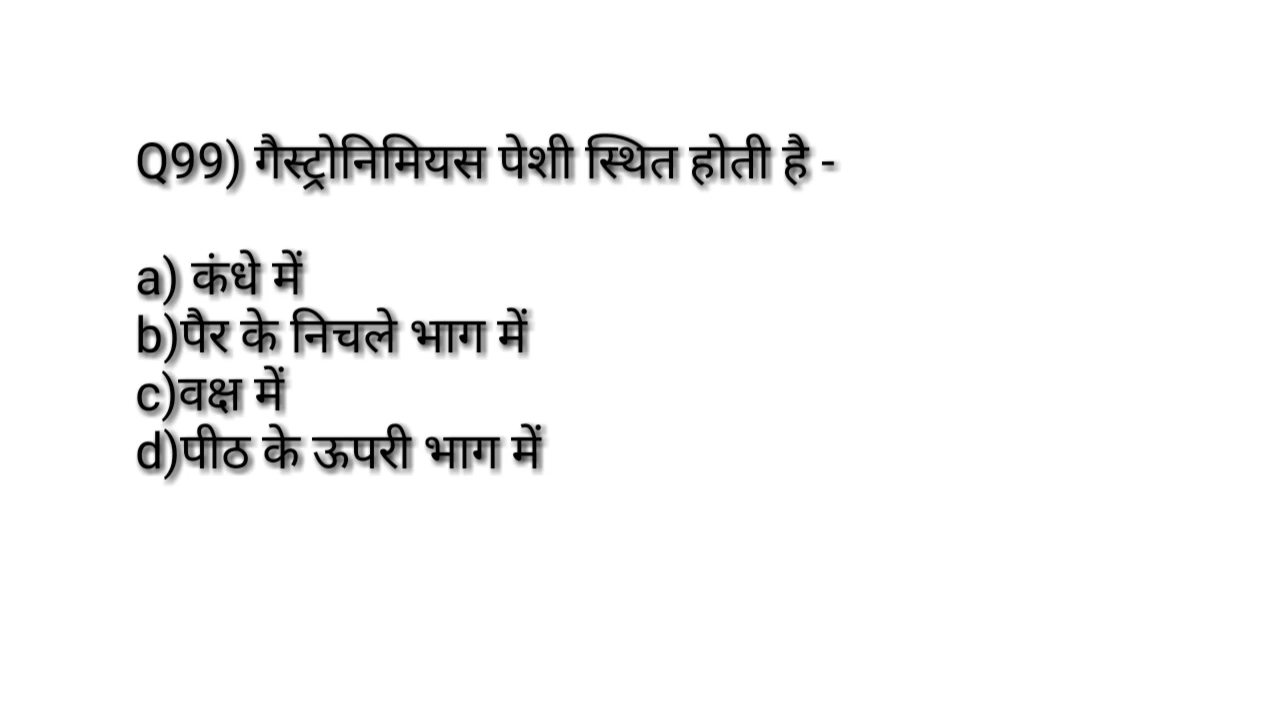 Q99) गैस्ट्रोनिमियस पेशी स्थित होती है -
a) कंधे में
b)पैर के निचले भाग में
c)वक्ष में
d)पीठ के ऊपरी भाग में